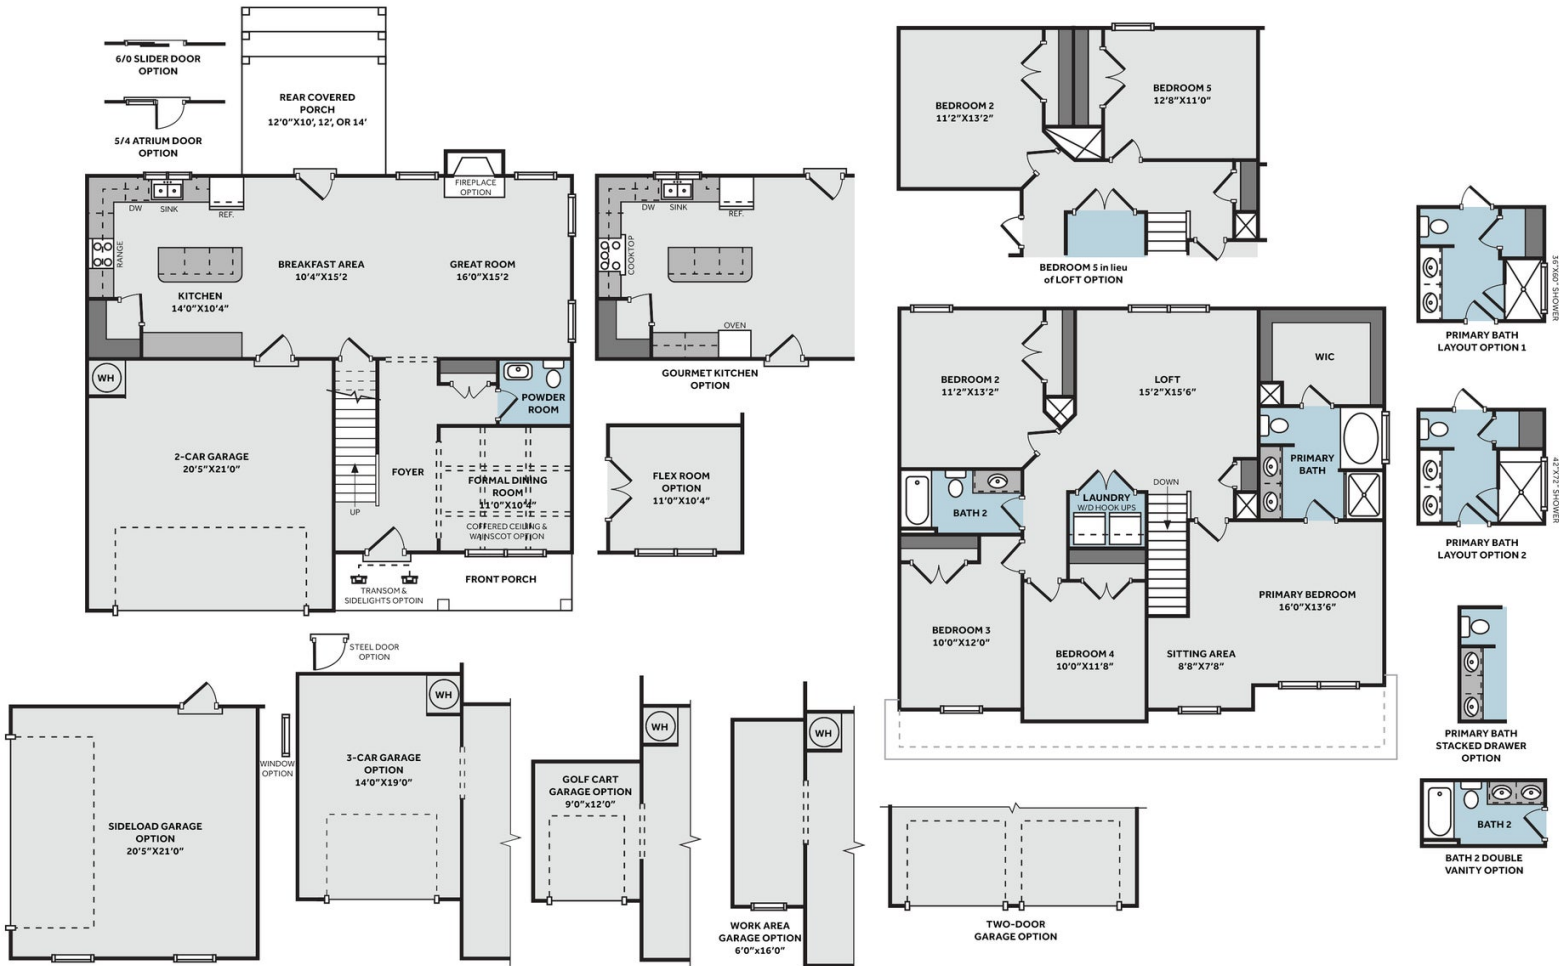 6/0 SLIDER DOOR
OPTION
5/4 ATRIUM DOOR
OPTION
REAR COVERED
PORCH
12'0"X10', 12', OR 14'
DW
SINK
REF.
RANGE
FIREPLACE
OPTION
BREAKFAST AREA
10'4"X15'2
GREAT ROOM
16'0"X15'2
KITCHEN
14'0"X10'4"
WH
2-CAR GARAGE
20'5"X21'0"
UP
FOYER
POWDER
ROOM
FORMAL DINING
ROOM
11'0"X10'4"
COFFERED CEILING &
WAINSCOT OPTION
FRONT PORCH
TRANSOM &
SIDELIGHTS OPTOIN
DW
SINK
REF.
COOKTOP
OVEN
GOURMET KITCHEN
OPTION
FLEX ROOM
OPTION
11'0"X10'4"
BEDROOM 2
11'2"X13'2"
BEDROOM 5
12'8"X11'0"
BEDROOM 5 in lieu
of LOFT OPTION
BEDROOM 2
11'2"X13'2"
LOFT
15'2"X15'6"
WIC
PRIMARY
BATH
BATH 2
LAUNDRY
W/D HOOK UPS
DOWN
BEDROOM 3
10'0"X12'0"
BEDROOM 4
10'0"X11'8"
SITTING AREA
8'8"X7'8"
PRIMARY BEDROOM
16'0"X13'6"
36"X60" SHOWER
PRIMARY BATH
LAYOUT OPTION 1
42"X72" SHOWER
PRIMARY BATH
LAYOUT OPTION 2
PRIMARY BATH
STACKED DRAWER
OPTION
BATH 2
BATH 2 DOUBLE
VANITY OPTION
SIDELOAD GARAGE
OPTION
20'5"X21'0"
WINDOW
OPTION
STEEL DOOR
OPTION
WH
3-CAR GARAGE
OPTION
14'0"X19'0"
WH
GOLF CART
GARAGE OPTION
9'0"x12'0"
WH
WORK AREA
GARAGE OPTION
6'0"x16'0"
TWO-DOOR
GARAGE OPTION